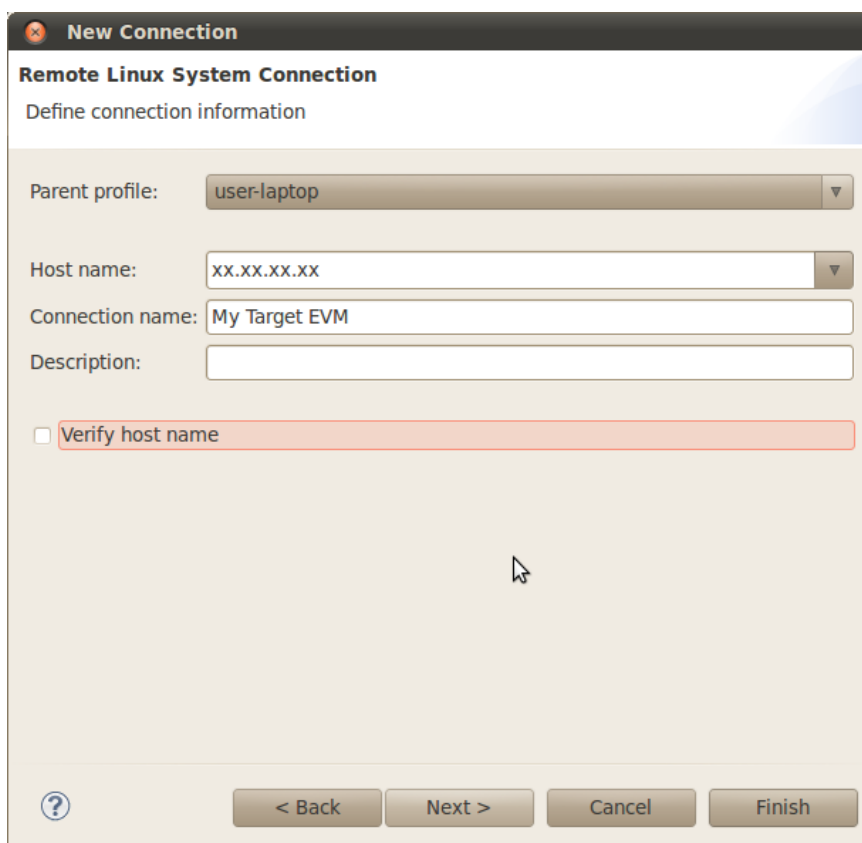 New Connection
Remote Linux System Connection
Define connection information
Parent profile: user-laptop
Host name: xx.xx.xx.xx
Connection name: My Target EVM
Description:
Verify host name
? < Back Next > Cancel Finish